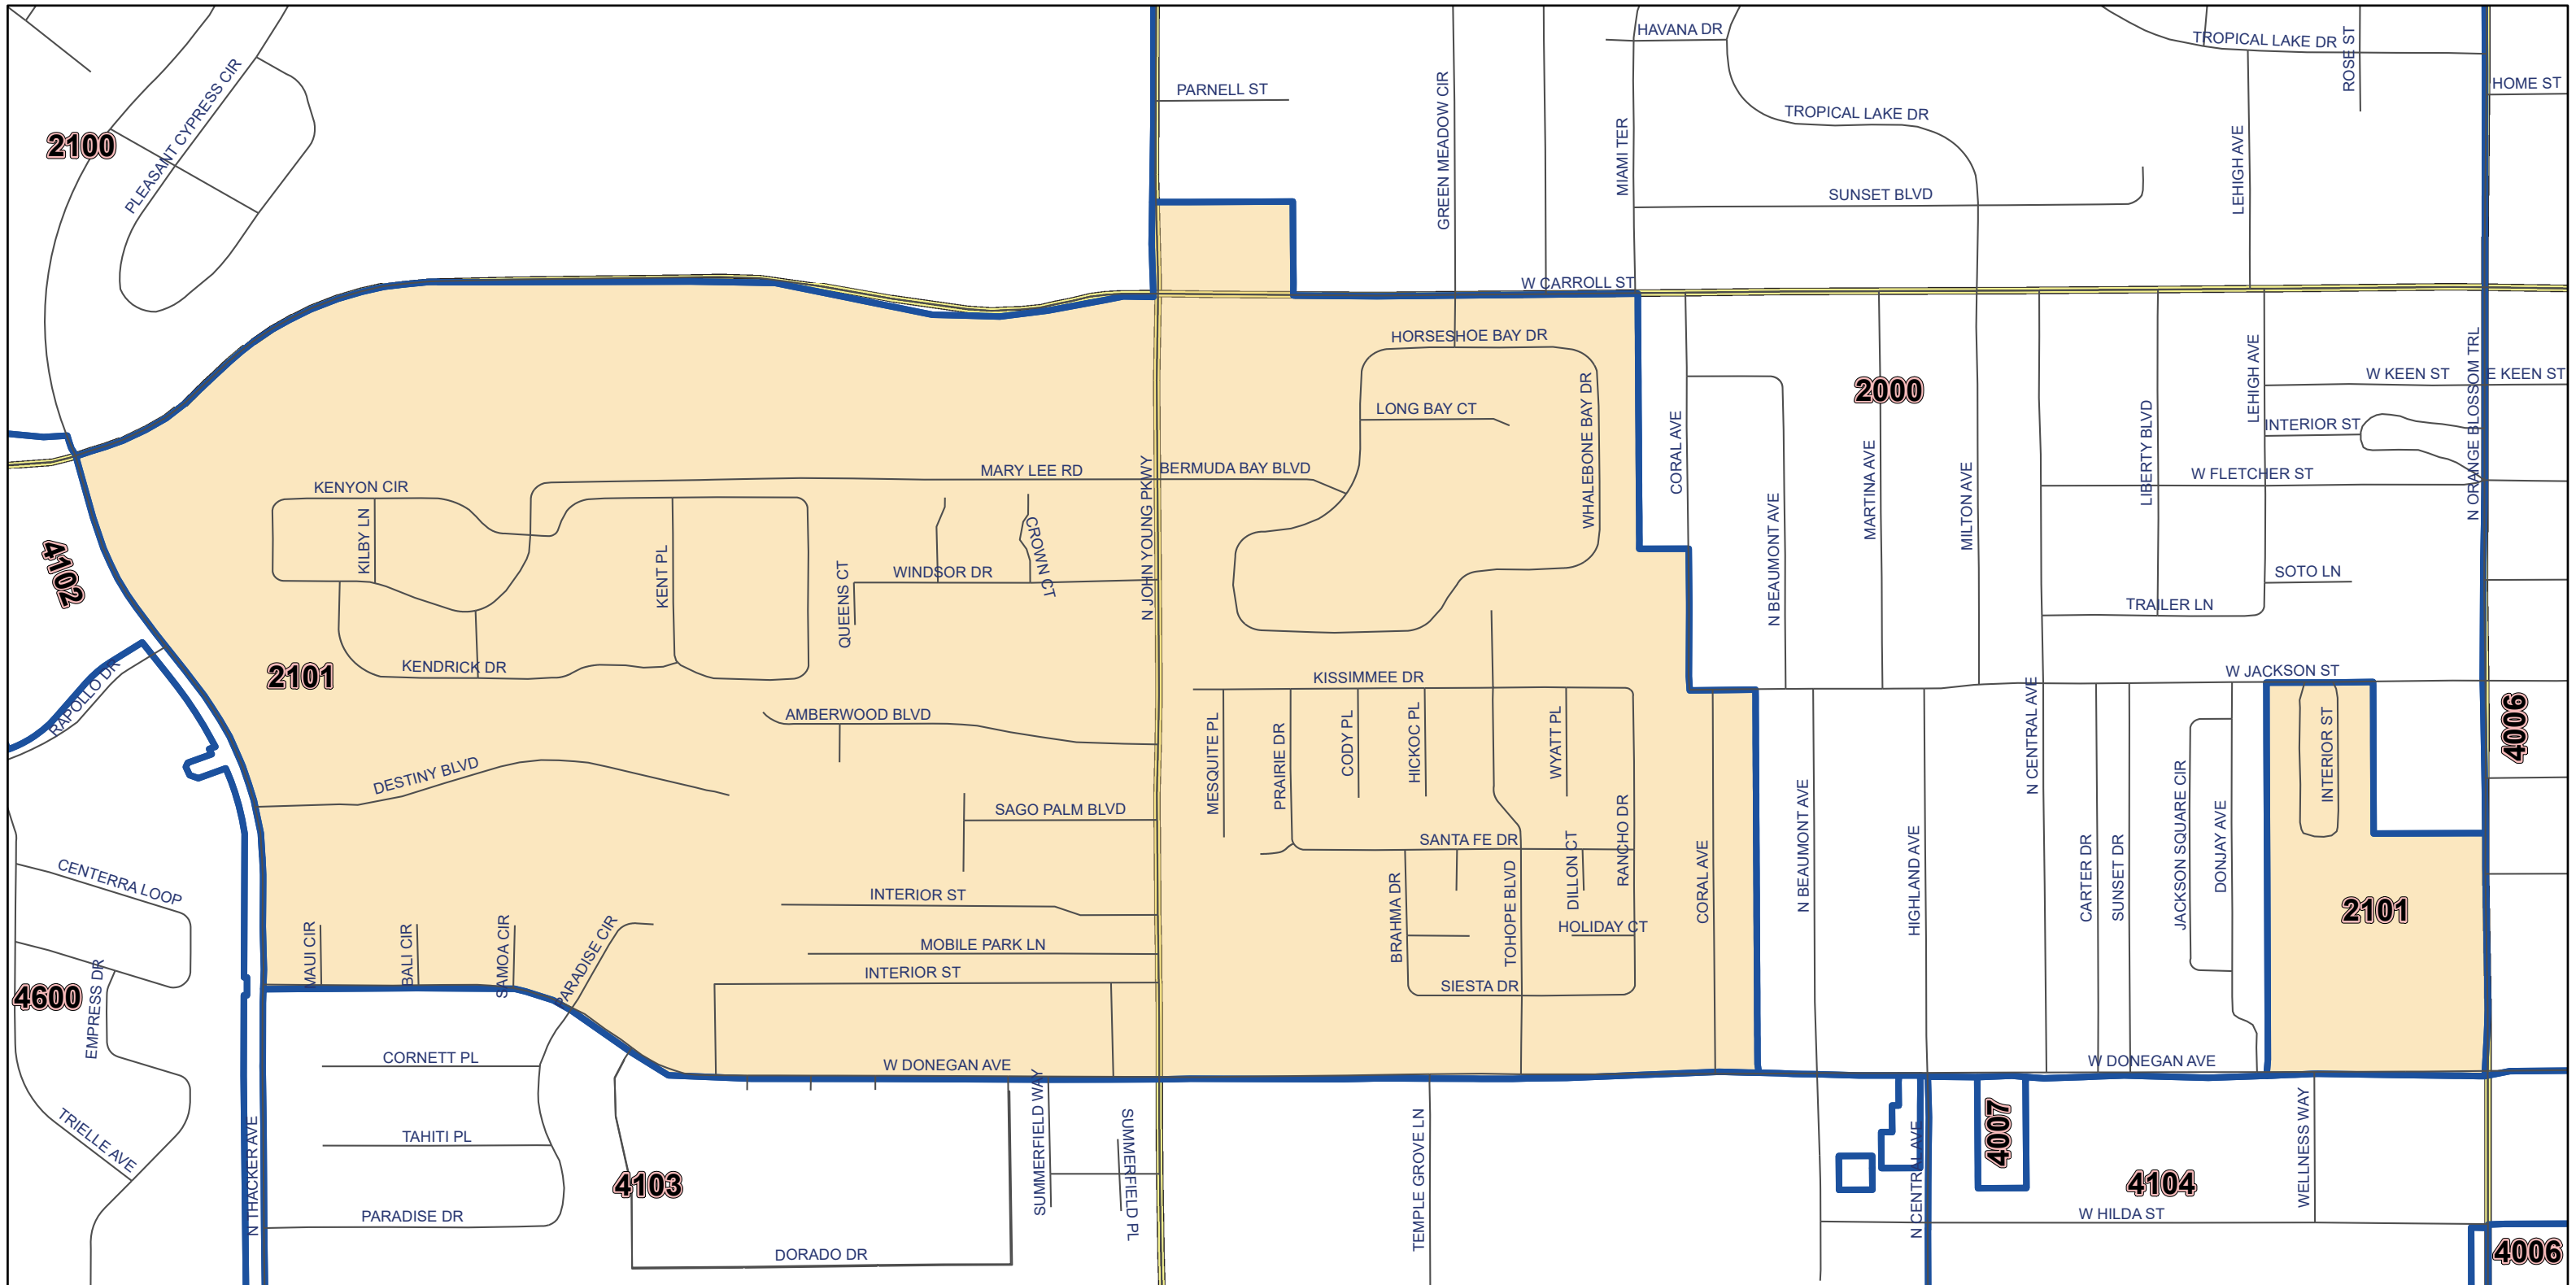 HAVANA DR
TROPICAL LAKE DR
ROSE ST
HOME ST
PARNELL ST
GREEN MEADOW CIR
MIAMI TER
TROPICAL LAKE DR
LEHIGH AVE
PLEASANT CYPRESS CIR
2100
SUNSET BLVD
W CARROLL ST
HORSESHOE BAY DR
LONG BAY CT
WHALEBONE BAY DR
2000
CORAL AVE
N BEAUMONT AVE
MARTINA AVE
MILTON AVE
LIBERTY BLVD
LEHIGH AVE
W KEEN ST
E KEEN ST
INTERIOR ST
W FLETCHER ST
N ORANGE BLOSSOM TRL
SOTO LN
TRAILER LN
MARY LEE RD
BERMUDA BAY BLVD
N JOHN YOUNG PKWY
KENYON CIR
KILBY LN
KENT PL
QUEENS CT
WINDSOR DR
CROWN CT
4102
KENDRICK DR
2101
RAPOLLO DR
KISSIMMEE DR
W JACKSON ST
AMBERWOOD BLVD
DESTINY BLVD
MESQUITE PL
PRAIRIE DR
CODY PL
HICKOC PL
WYATT PL
N CENTRAL AVE
INTERIOR ST
4006
SAGO PALM BLVD
SANTA FE DR
DILLON CT
RANCHO DR
CORAL AVE
N BEAUMONT AVE
HIGHLAND AVE
CARTER DR
SUNSET DR
JACKSON SQUARE CIR
DONJAY AVE
2101
CENTERRA LOOP
INTERIOR ST
BRAHMA DR
TOHOPE BLVD
HOLIDAY CT
MAUI CIR
BALI CIR
SAMOA CIR
PARADISE CIR
MOBILE PARK LN
INTERIOR ST
SIESTA DR
4600
EMPRESS DR
CORNETT PL
W DONEGAN AVE
W DONEGAN AVE
TRIELLE AVE
N THACKER AVE
TAHITI PL
4103
SUMMERFIELD WAY
SUMMERFIELD PL
TEMPLE GROVE LN
N CENTRAL AVE
4007
4104
WELLNESS WAY
PARADISE DR
W HILDA ST
DORADO DR
4006